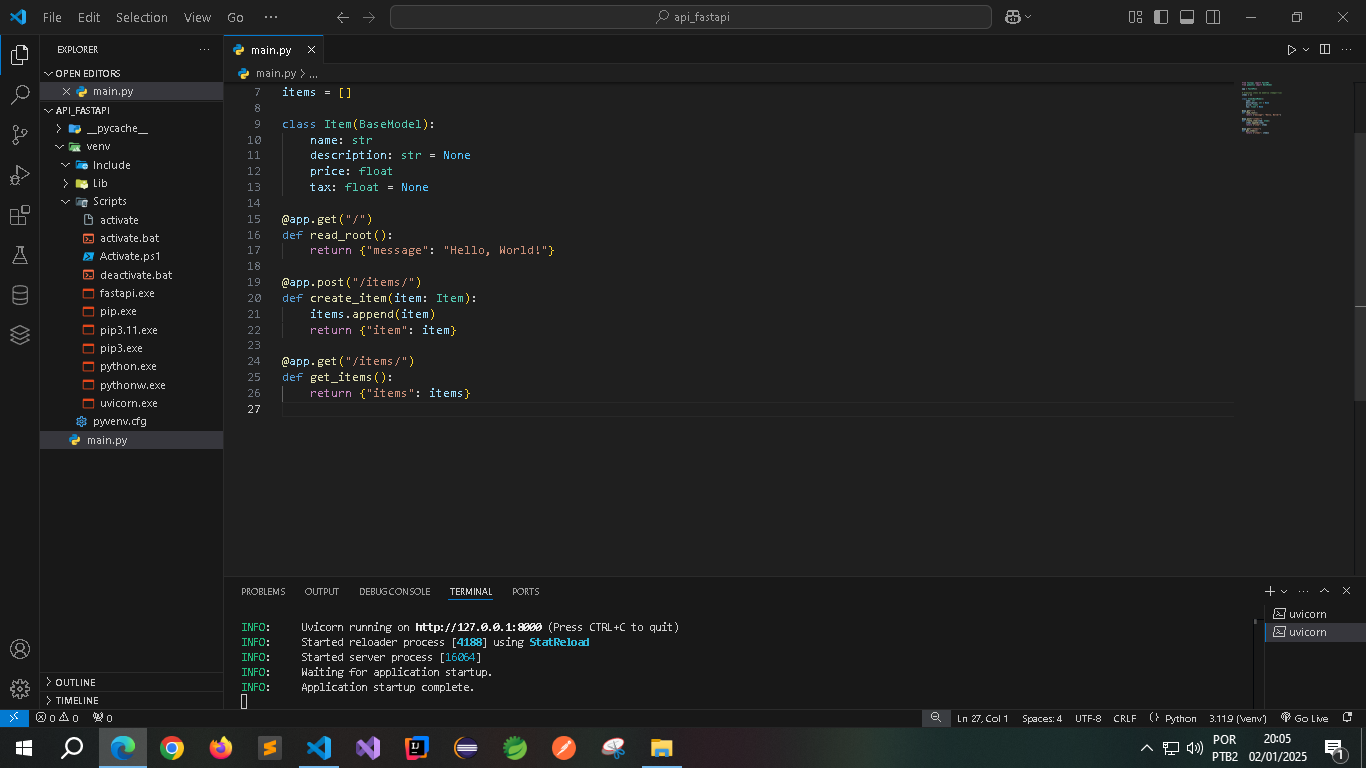 File Edit Selection View Go ···
api_fastapi
EXPLORER
OPEN EDITORS
main.py
API_FASTAPI
__pycache__
venv
Include
Lib
Scripts
activate
activate.bat
Activate.ps1
deactivate.bat
fastapi.exe
pip.exe
pip3.11.exe
pip3.exe
python.exe
pythonw.exe
uvicorn.exe
pyvenv.cfg
main.py
OUTLINE
TIMELINE
main.py
main.py > ...
7 items = []
8
9 class Item(BaseModel):
10     name: str
11     description: str = None
12     price: float
13     tax: float = None
14
15 @app.get("/")
16 def read_root():
17     return {"message": "Hello, World!"}
18
19 @app.post("/items/")
20 def create_item(item: Item):
21     items.append(item)
22     return {"item": item}
23
24 @app.get("/items/")
25 def get_items():
26     return {"items": items}
27
PROBLEMS OUTPUT DEBUG CONSOLE TERMINAL PORTS
INFO: Uvicorn running on http://127.0.0.1:8000 (Press CTRL+C to quit)
INFO: Started reloader process [4188] using StatReload
INFO: Started server process [16064]
INFO: Waiting for application startup.
INFO: Application startup complete.
uvicorn
uvicorn
0 0 0
Ln 27, Col 1 Spaces: 4 UTF-8 CRLF Python 3.11.9 ('venv') Go Live
POR
PTB2
20:05
02/01/2025
1